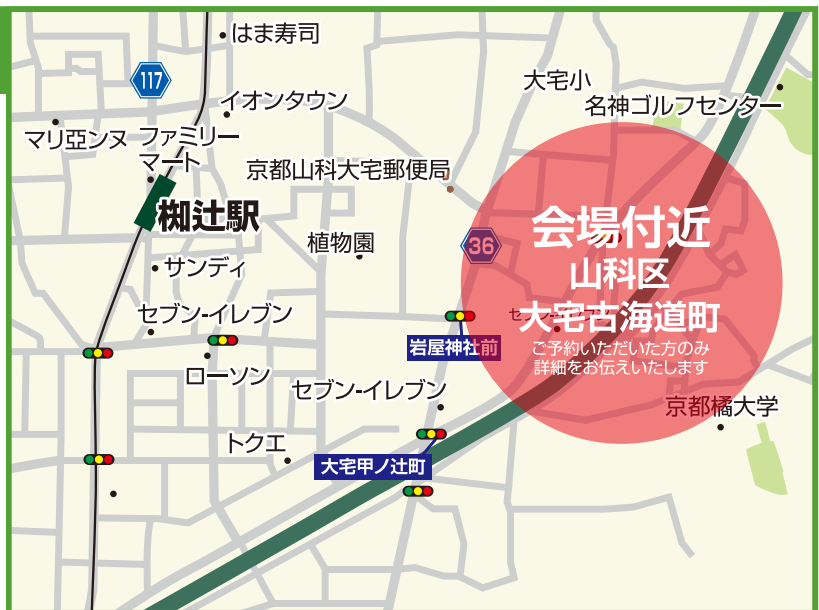 はま寿司
117
イオンタウン
大宅小
名神ゴルフセンター
マリ亞ンヌ
ファミリー
マート
京都山科大宅郵便局
椥辻駅
植物園
36
会場付近
山科区
大宅古海道町
ご予約いただいた方のみ
詳細をお伝えいたします
サンディ
セブン-イレブン
岩屋神社前
ローソン
セブン-イレブン
京都橘大学
トクエ
大宅甲ノ辻町